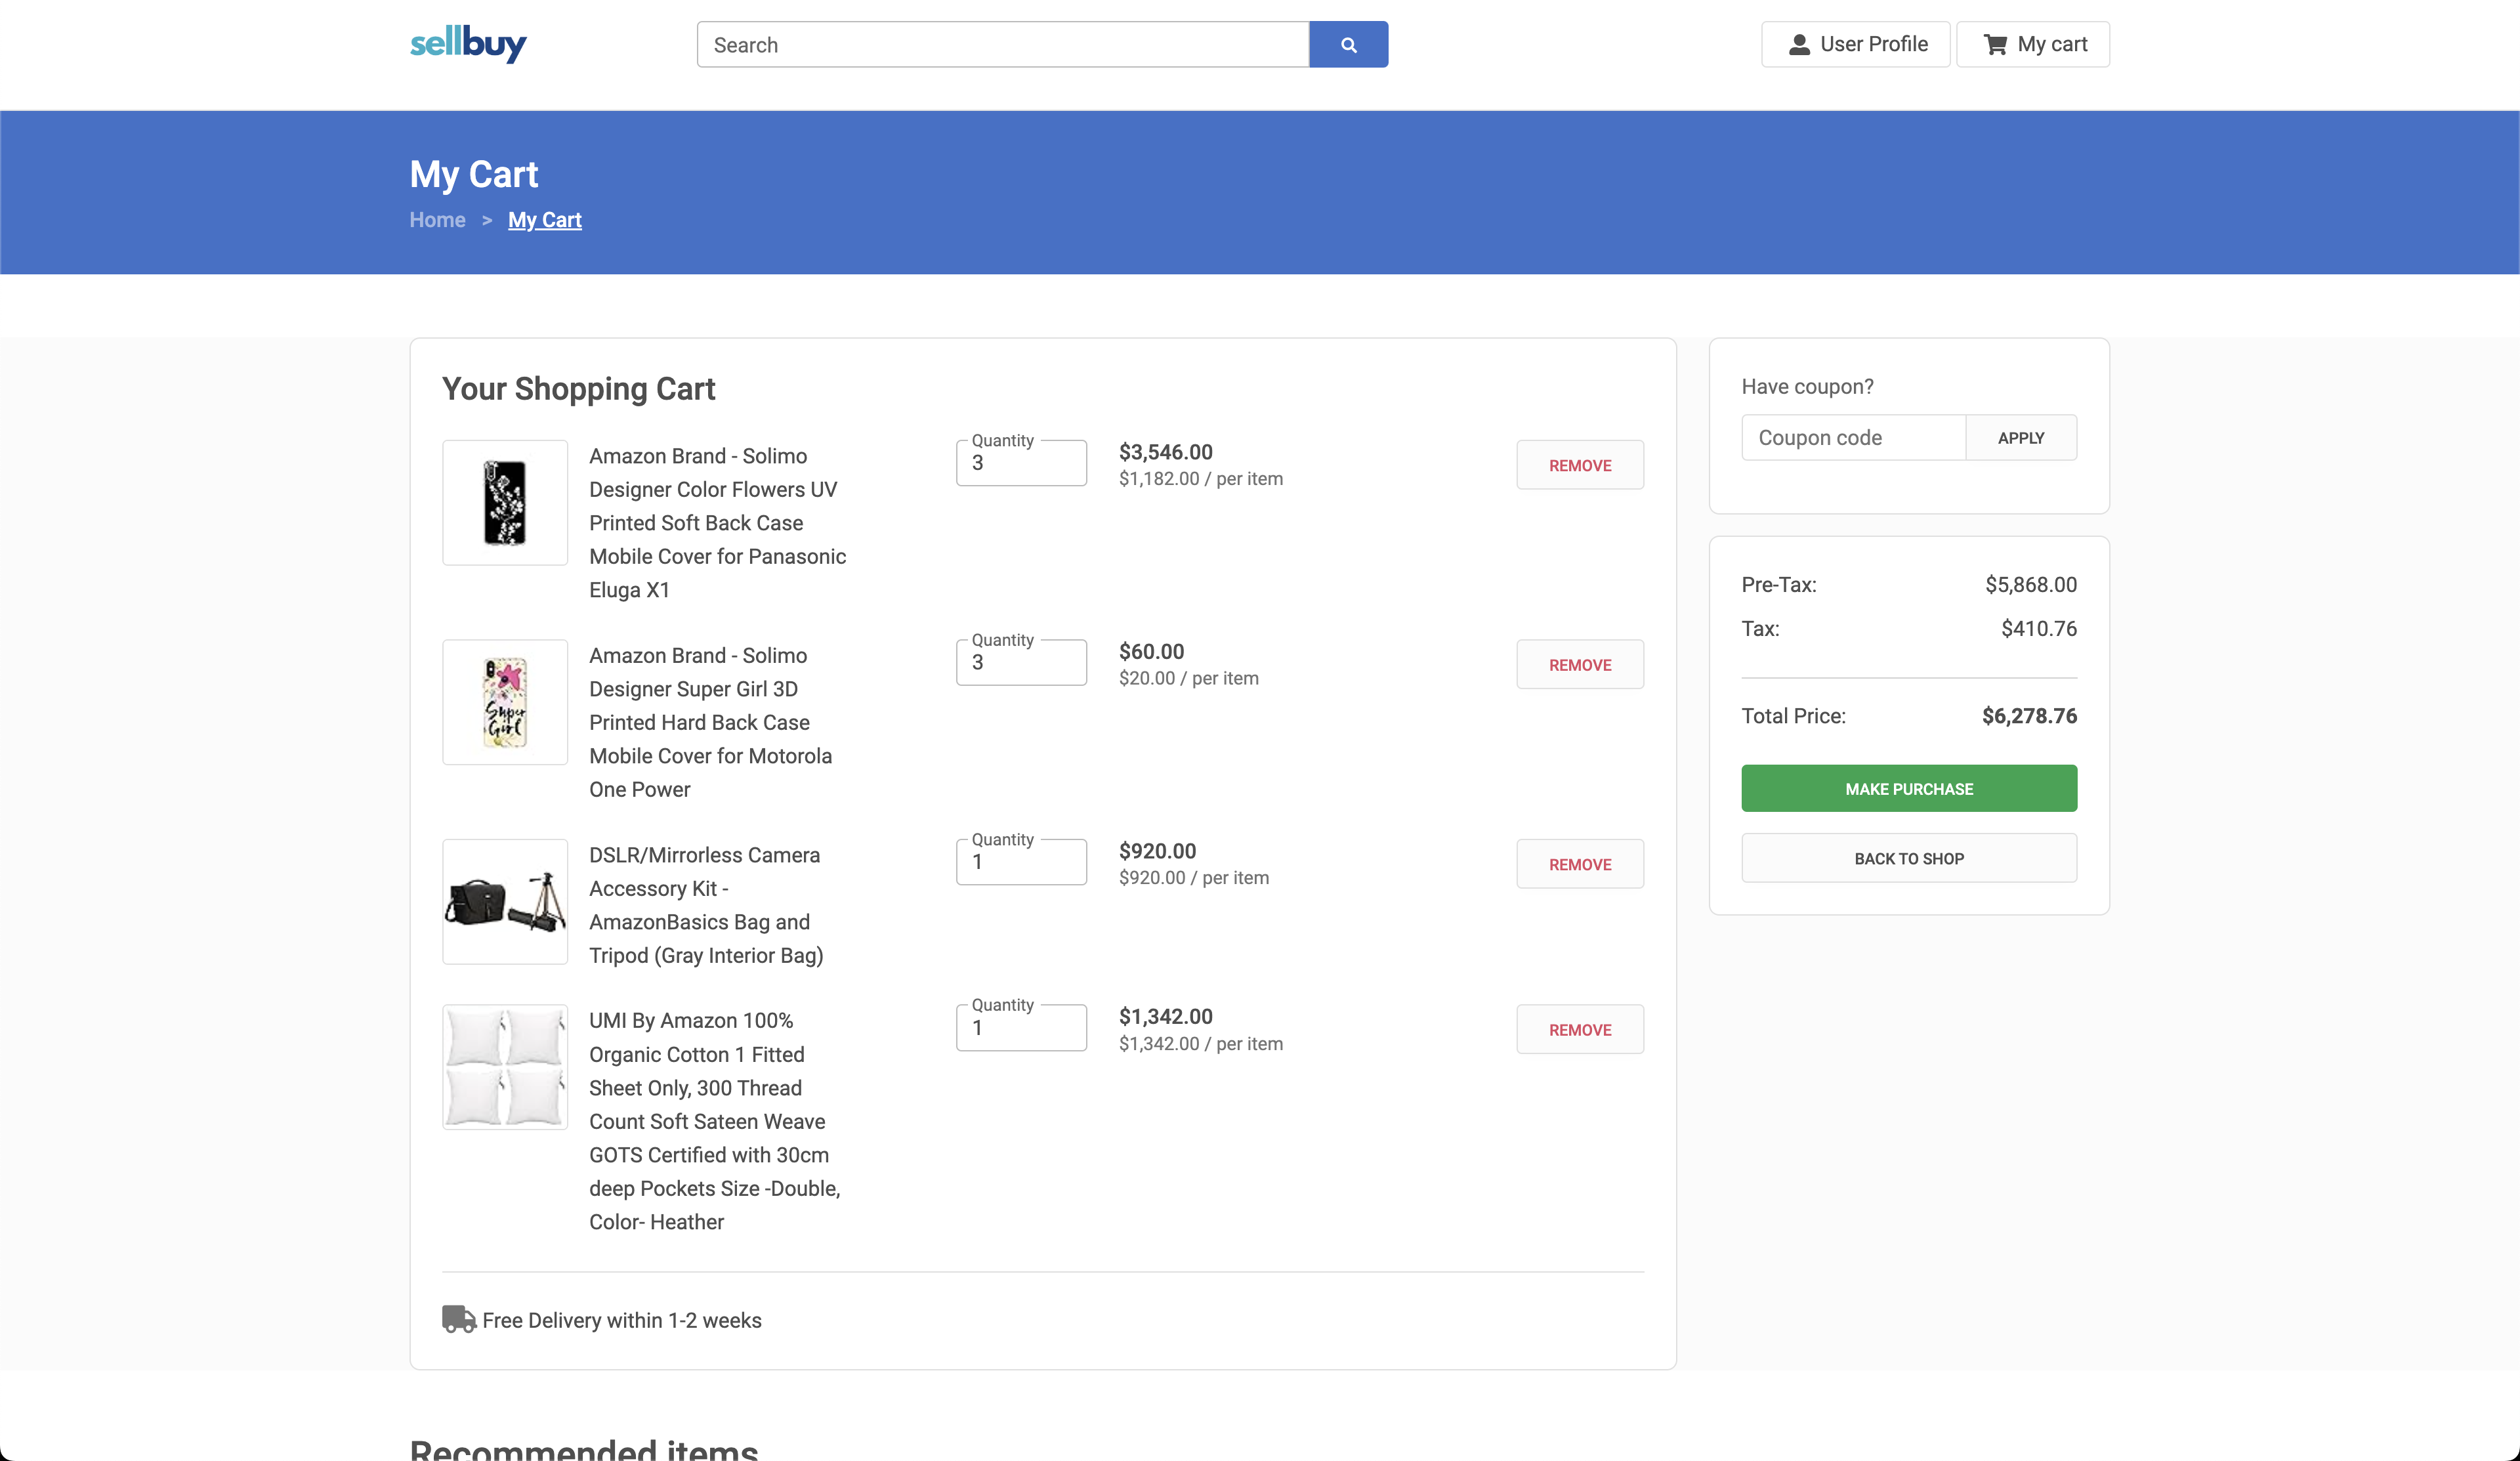 sellbuy
Search
User Profile
My cart
My Cart
Home > My Cart
Your Shopping Cart
Amazon Brand - Solimo
Designer Color Flowers UV
Printed Soft Back Case
Mobile Cover for Panasonic
Eluga X1
Quantity
3
$3,546.00
$1,182.00 / per item
REMOVE
Super
Girl
Amazon Brand - Solimo
Designer Super Girl 3D
Printed Hard Back Case
Mobile Cover for Motorola
One Power
Quantity
3
$60.00
$20.00 / per item
REMOVE
DSLR/Mirrorless Camera
Accessory Kit -
AmazonBasics Bag and
Tripod (Gray Interior Bag)
Quantity
1
$920.00
$920.00 / per item
REMOVE
UMI By Amazon 100%
Organic Cotton 1 Fitted
Sheet Only, 300 Thread
Count Soft Sateen Weave
GOTS Certified with 30cm
deep Pockets Size -Double,
Color- Heather
Quantity
1
$1,342.00
$1,342.00 / per item
REMOVE
Free Delivery within 1-2 weeks
Have coupon?
Coupon code
APPLY
Pre-Tax: $5,868.00
Tax: $410.76
Total Price: $6,278.76
MAKE PURCHASE
BACK TO SHOP
Recommended items